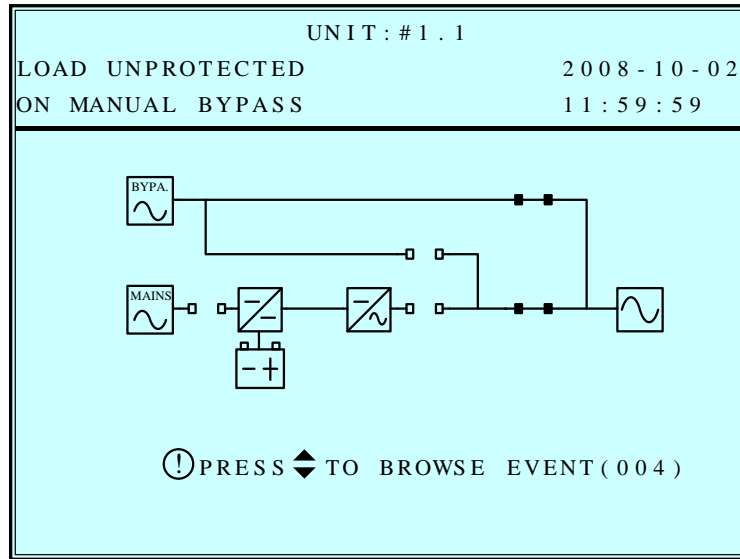 UNIT:#1.1
LOAD UNPROTECTED 2008-10-02
ON MANUAL BYPASS 11:59:59
BYPA.
MAINS
! PRESS TO BROWSE EVENT(004)